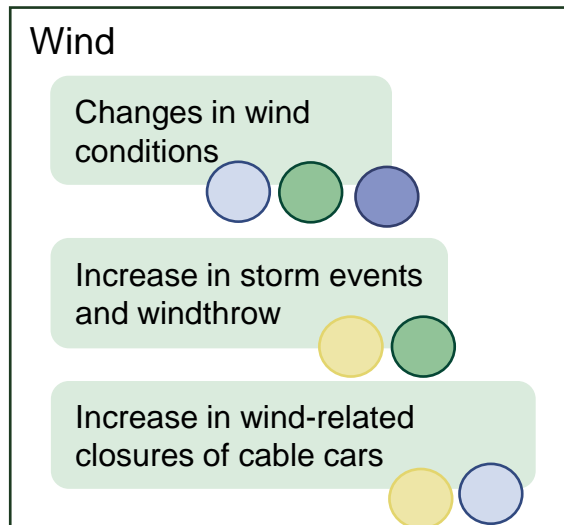 Wind
Changes in wind
conditions
Increase in storm events
and windthrow
Increase in wind-related
closures of cable cars